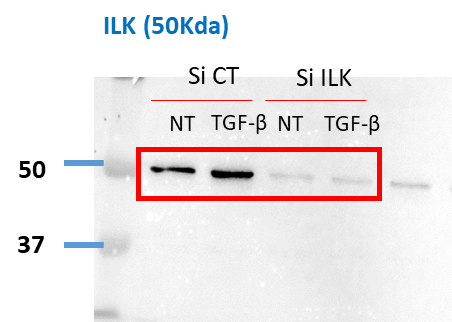 ILK (50Kda)
Si CT Si ILK
NT TGF-β NT TGF-β
50
37